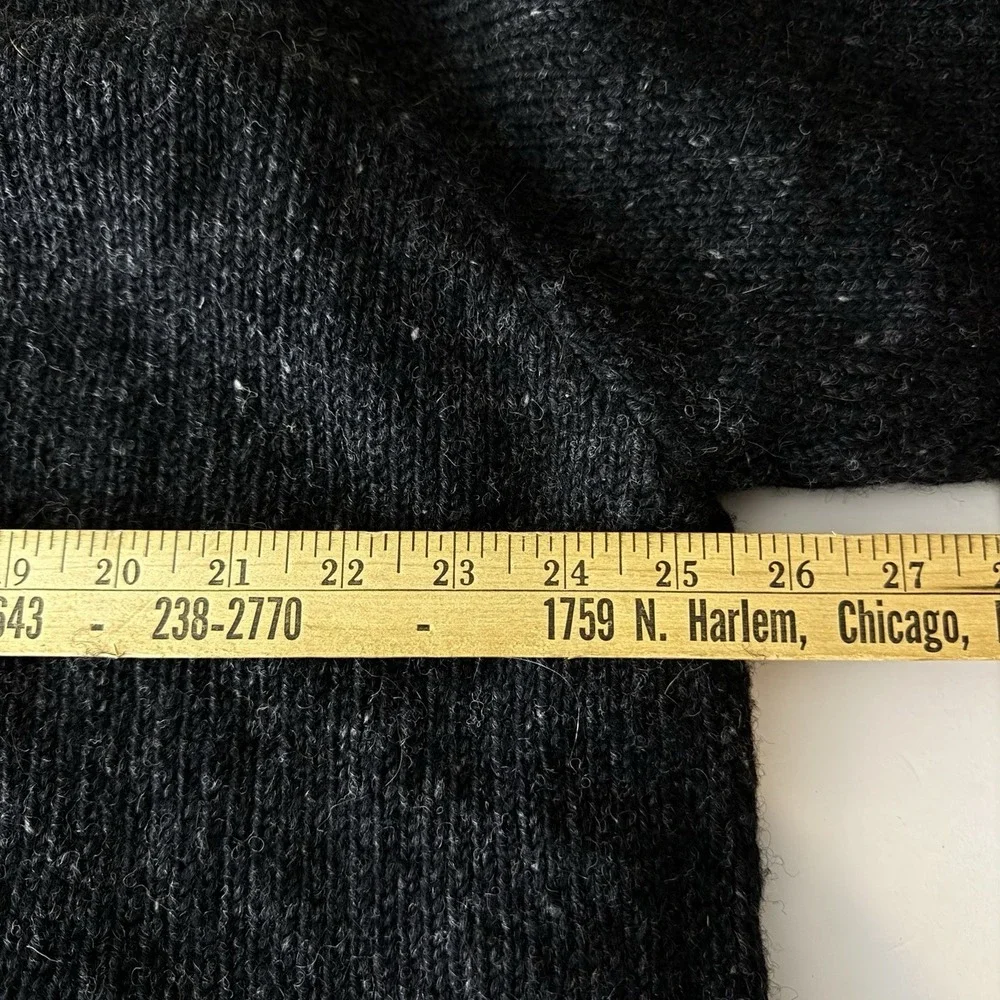 19 20 21 22 23 24 25 26 27
643 - 238-2770 - 1759 N. Harlem, Chicago,